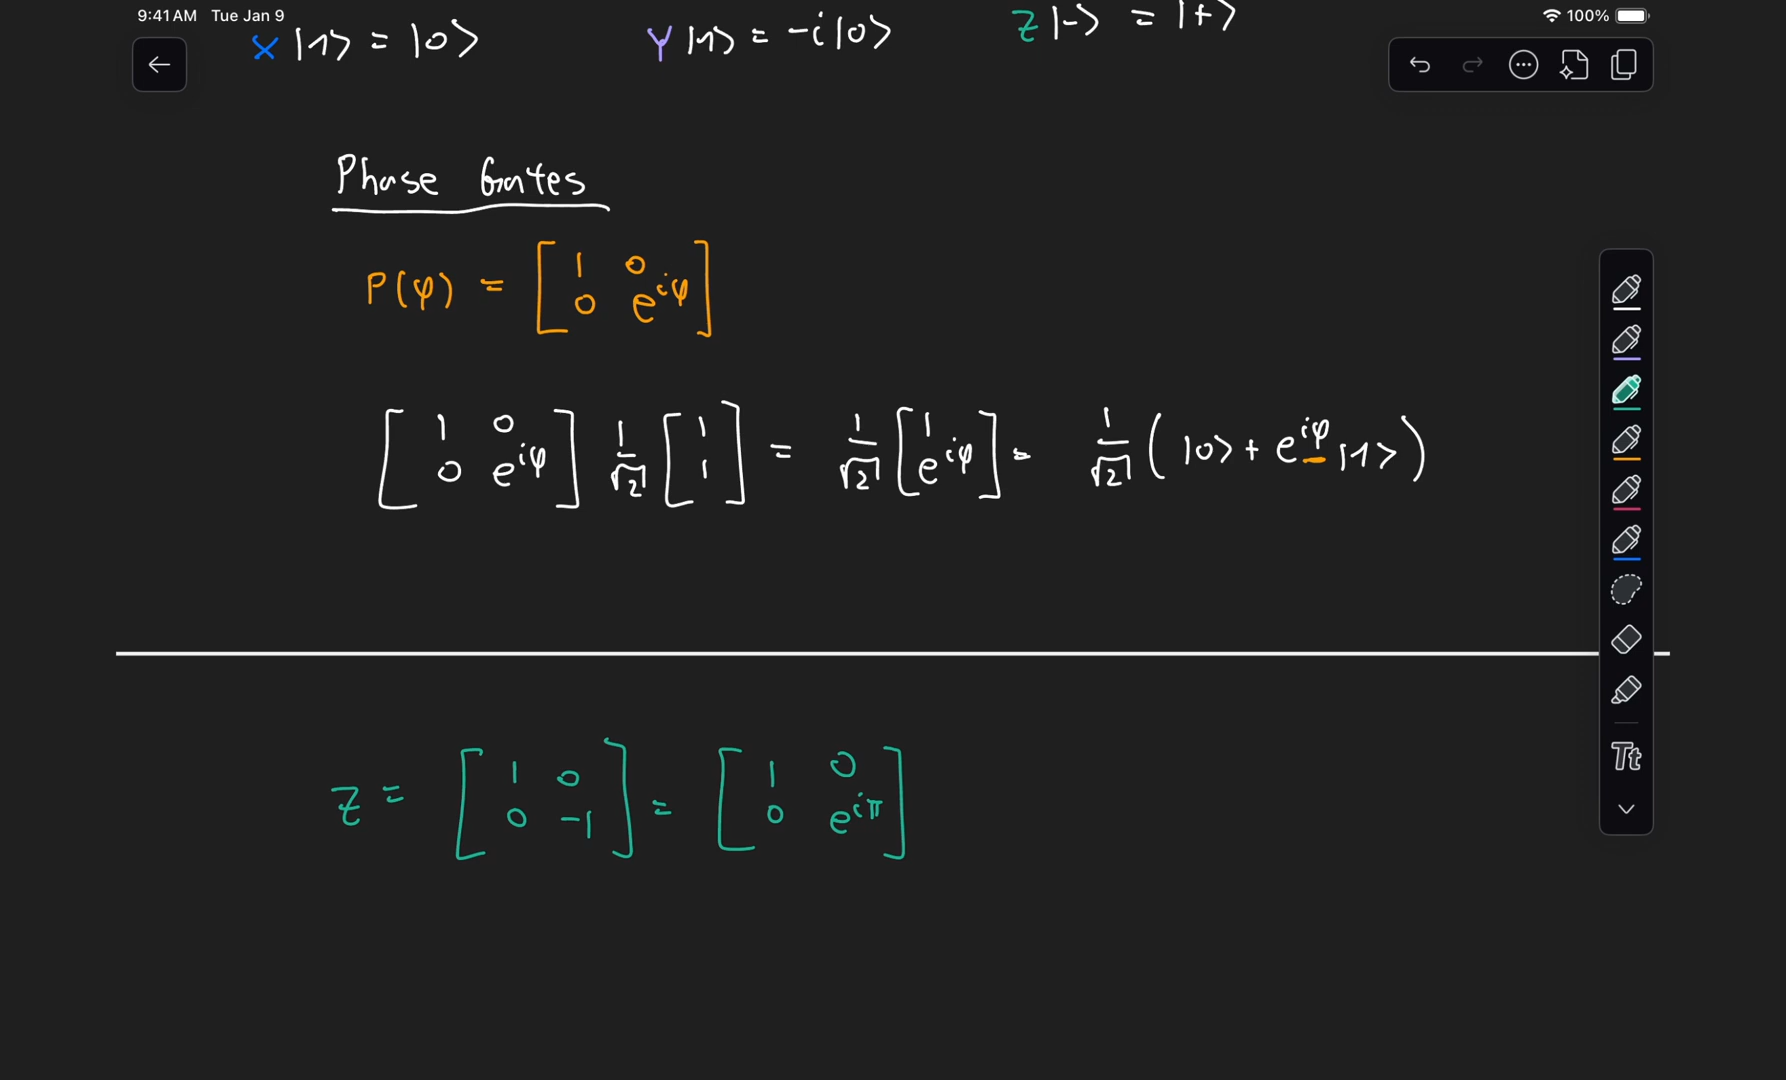 9:41 AM Tue Jan 9
100%
X |1> = |0>
Y |1> = -i|0>
Z |-> = |+>
Phase Gates
P(φ) = [1 0; 0 e^{iφ}]
[1 0; 0 e^{iφ}] 1/√2 [1; 1] = 1/√2 [1; e^{iφ}] = 1/√2 (|0> + e^{iφ} |1>)
Z = [1 0; 0 -1] = [1 0; 0 e^{iπ}]
Tt